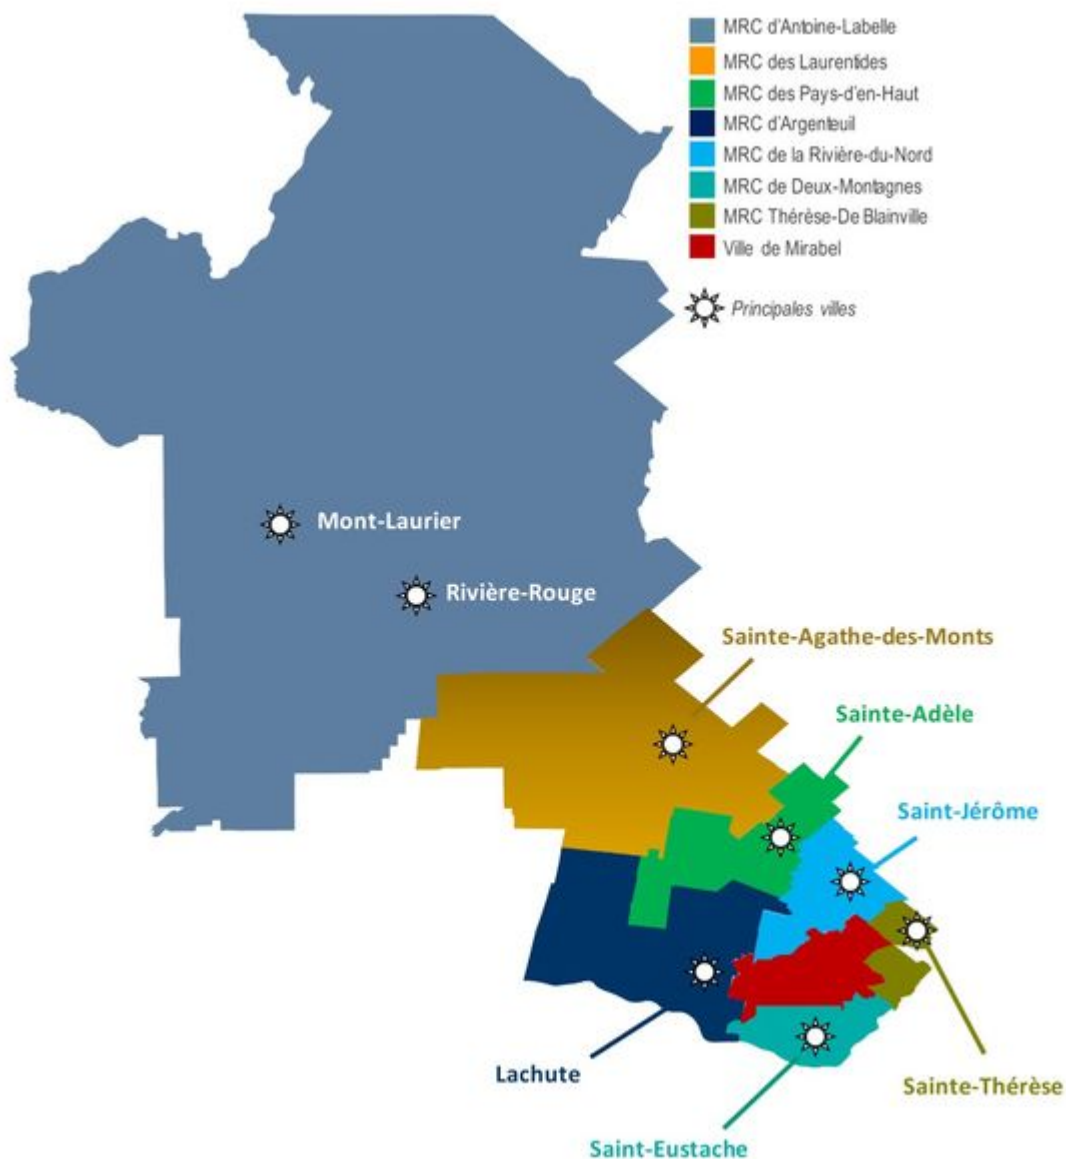 MRC d'Antoine-Labelle
MRC des Laurentides
MRC des Pays-d'en-Haut
MRC d'Argenteuil
MRC de la Rivière-du-Nord
MRC de Deux-Montagnes
MRC Thérèse-De Blainville
Ville de Mirabel
Principales villes
Mont-Laurier
Rivière-Rouge
Sainte-Agathe-des-Monts
Sainte-Adèle
Saint-Jérôme
Lachute
Sainte-Thérèse
Saint-Eustache